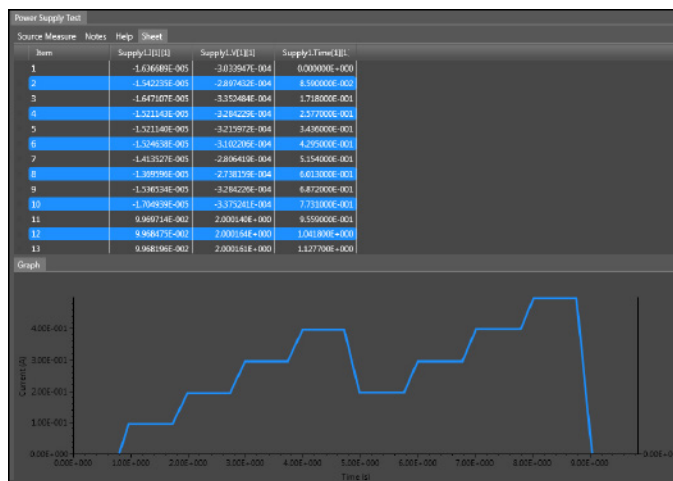 Power Supply Test
Source Measure Notes Help Sheet
Item Supply1.I[1][1] Supply1.V[1][1] Supply1.Time[1][1]
1 -1.636689E-005 -3.033947E-004 0.000000E+000
2 -1.542235E-005 -2.897432E-004 8.590000E-002
3 -1.647107E-005 -3.352484E-004 1.718000E-001
4 -1.521143E-005 -3.284229E-004 2.577000E-001
5 -1.521140E-005 -3.215972E-004 3.436000E-001
6 -1.524638E-005 -3.102206E-004 4.295000E-001
7 -1.413527E-005 -2.806419E-004 5.154000E-001
8 -1.369596E-005 -2.738159E-004 6.013000E-001
9 -1.536534E-005 -3.284226E-004 6.872000E-001
10 -1.704939E-005 -3.375241E-004 7.731000E-001
11 9.969714E-002 2.000140E+000 9.559000E-001
12 9.968475E-002 2.000164E+000 1.041800E+000
13 9.968196E-002 2.000161E+000 1.127700E+000
Graph
4.00E-001
3.00E-001
2.00E-001
1.00E-001
0.00E+000
Current (A)
0.00E+000 1.00E+000 2.00E+000 3.00E+000 4.00E+000 5.00E+000 6.00E+000 7.00E+000 8.00E+000 9.00E+000
Time (s)